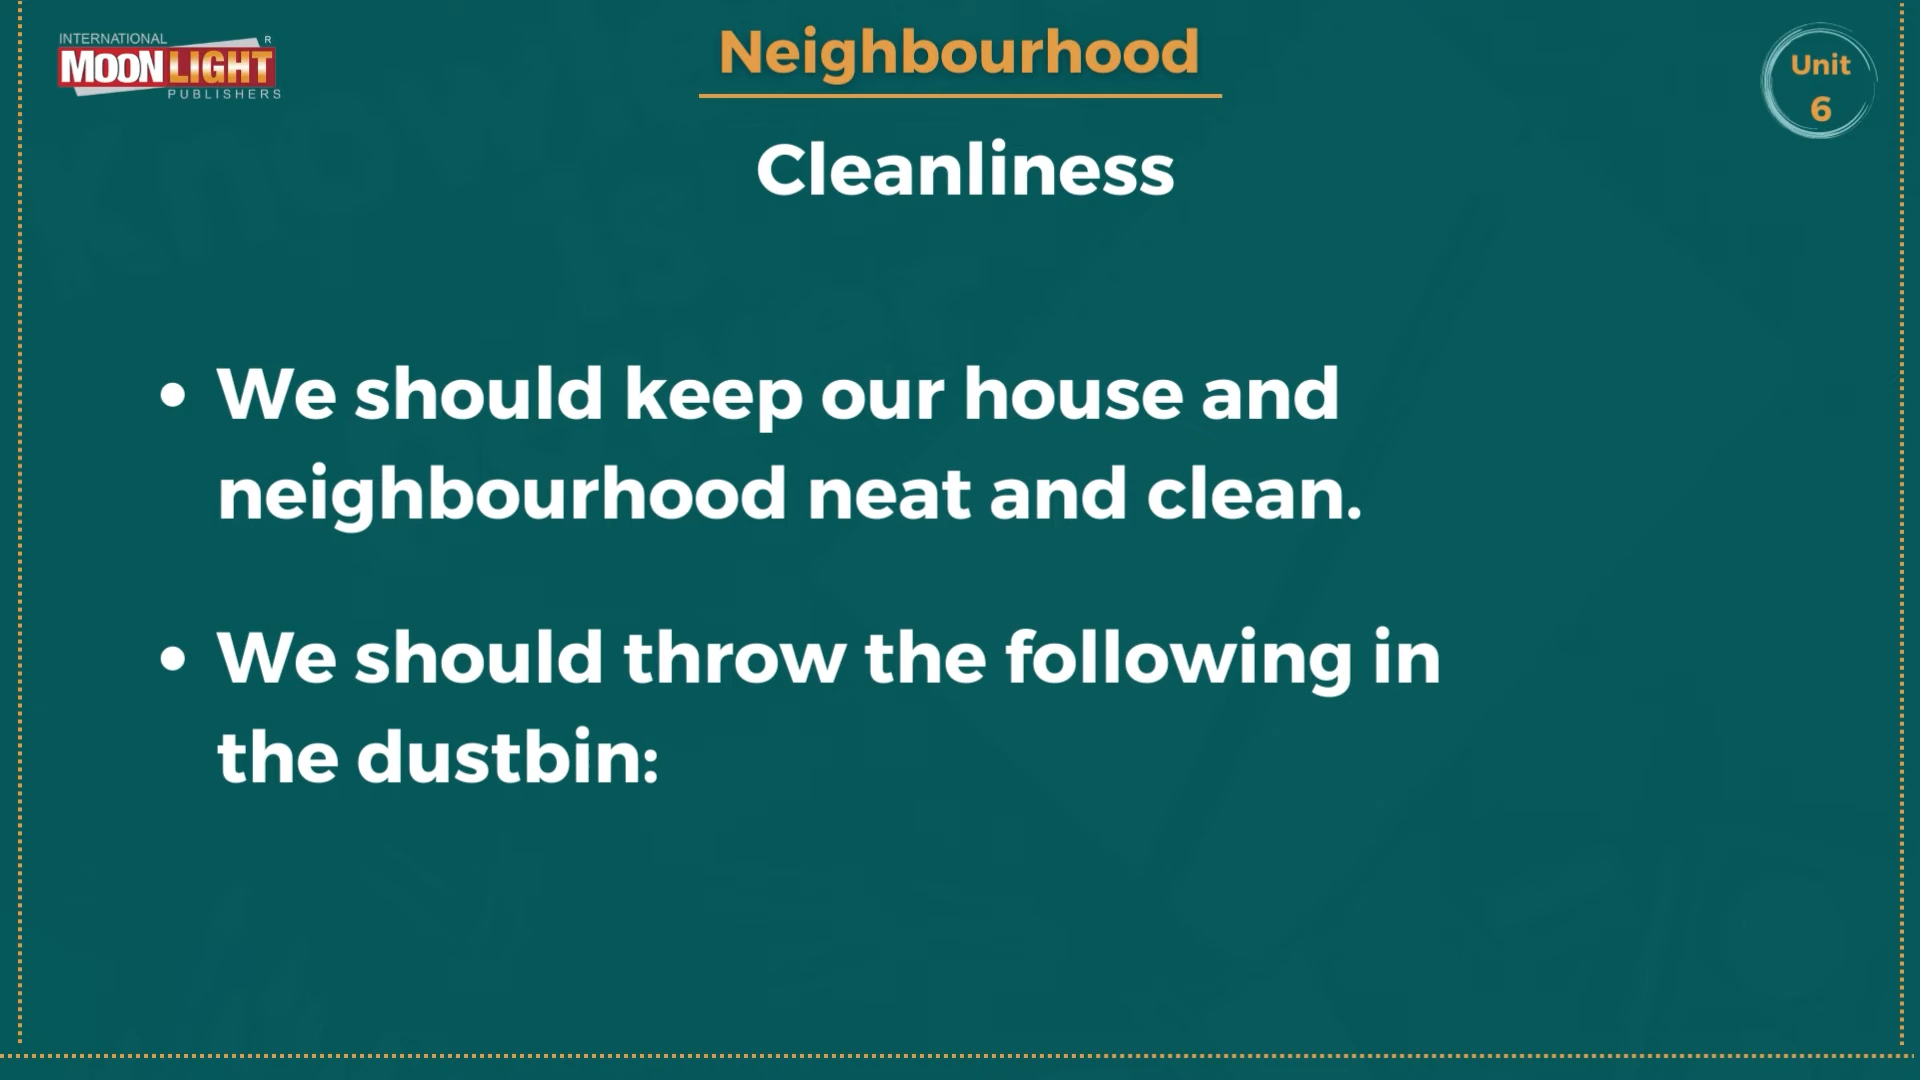 INTERNATIONAL
R
MOON LIGHT
PUBLISHERS
Neighbourhood
Unit
6
Cleanliness
• We should keep our house and
neighbourhood neat and clean.
• We should throw the following in
the dustbin: